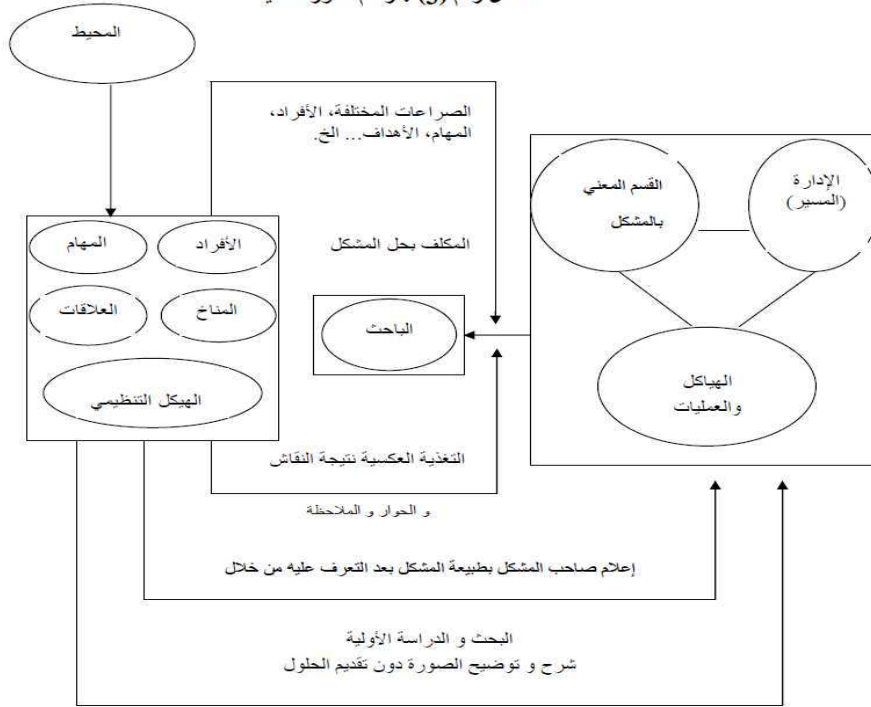 المحيط
الصراعات المختلفة، الأفراد،
المهام، الأهداف... الخ.
الإدارة
(المسير)
القسم المعني
بالمشكل
المكلف بحل المشكل
الأفراد
المهام
المناخ
العلاقات
الهيكل التنظيمي
الباحث
الهياكل
والعمليات
التغذية العكسية نتيجة النقاش
و الحوار و الملاحظة
إعلام صاحب المشكل بطبيعة المشكل بعد التعرف عليه من خلال
البحث و الدراسة الأولية
شرح و توضيح الصورة دون تقديم الحلول